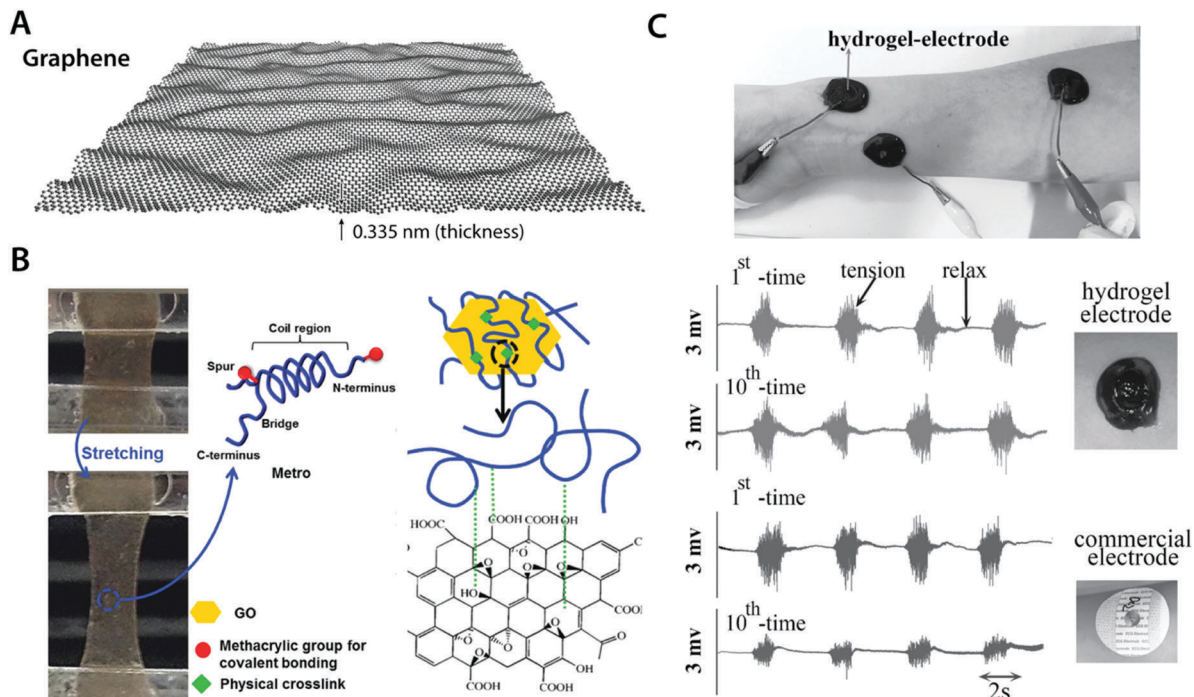 A
Graphene
0.335 nm (thickness)
B
Stretching
Coil region
Spur
N-terminus
Bridge
C-terminus
Metro
GO
Methacrylic group for
covalent bonding
Physical crosslink
HOOC
COOH
COOH
OH
C
HO
O
O
O
O
O
O
COOH
O
OH
COOH
C
hydrogel-electrode
1st-time
tension
relax
3 mv
10th-time
3 mv
hydrogel
electrode
1st-time
3 mv
10th-time
3 mv
2s
commercial
electrode